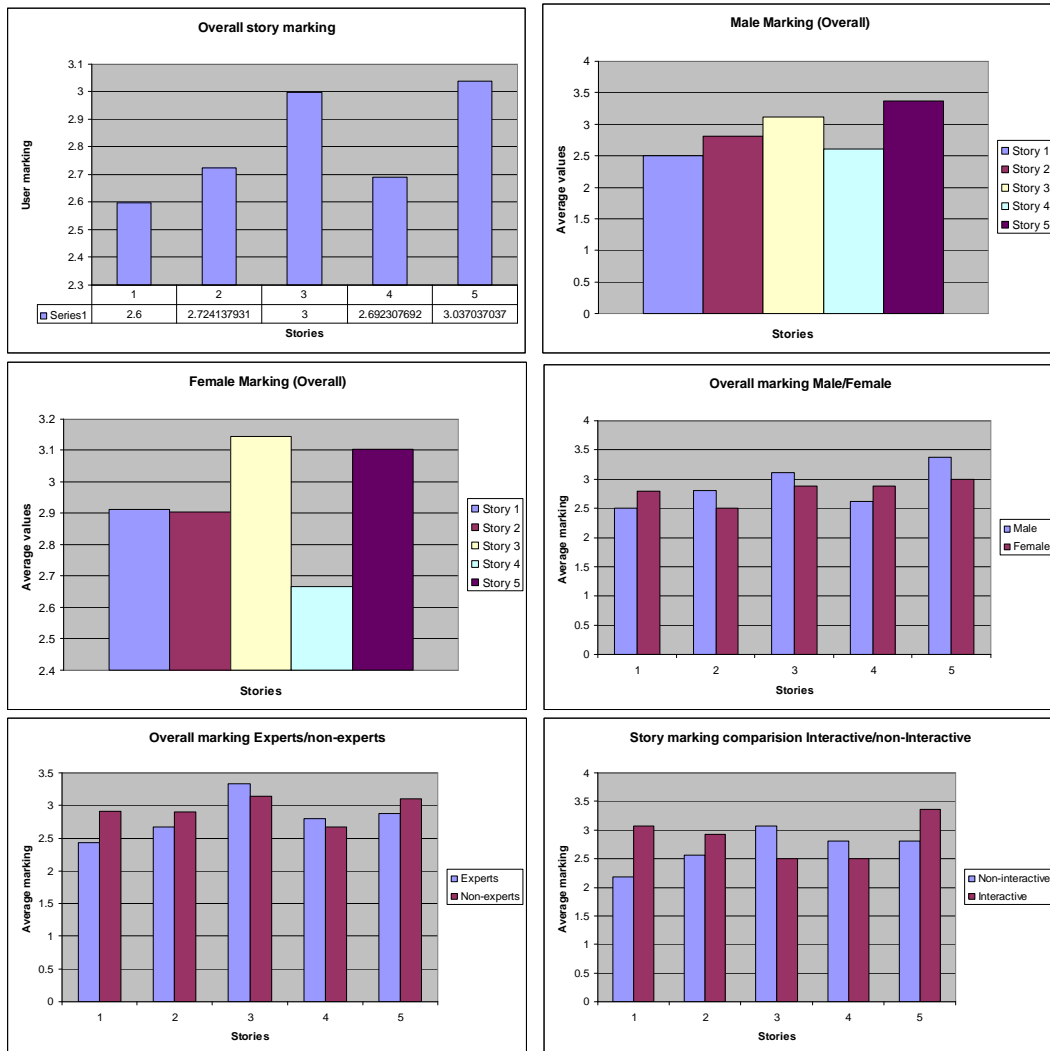 Overall story marking
User marking
3.1
3
2.9
2.8
2.7
2.6
2.5
2.4
2.3
1 2 3 4 5
Series1 2.6 2.724137931 3 2.692307692 3.037037037
Stories
Male Marking (Overall)
Average values
4
3.5
3
2.5
2
1.5
1
0.5
0
Stories
Story 1
Story 2
Story 3
Story 4
Story 5
Female Marking (Overall)
Average values
3.2
3.1
3
2.9
2.8
2.7
2.6
2.5
2.4
Stories
Story 1
Story 2
Story 3
Story 4
Story 5
Overall marking Male/Female
Average marking
4
3.5
3
2.5
2
1.5
1
0.5
0
1 2 3 4 5
Stories
Male
Female
Overall marking Experts/non-experts
Average marking
3.5
3
2.5
2
1.5
1
0.5
0
1 2 3 4 5
Stories
Experts
Non-experts
Story marking comparision Interactive/non-Interactive
Average marking
4
3.5
3
2.5
2
1.5
1
0.5
0
1 2 3 4 5
Stories
Non-interactive
Interactive